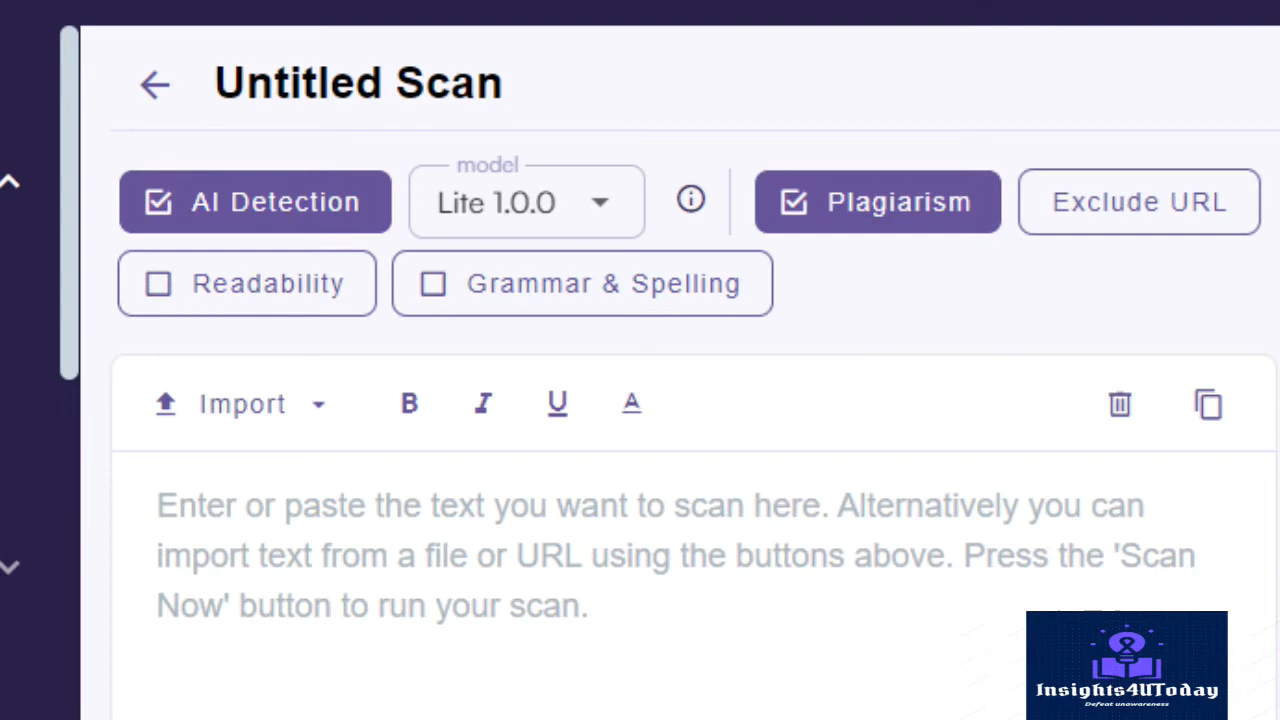 Untitled Scan
model
AI Detection
Lite 1.0.0
Plagiarism
Exclude URL
Readability
Grammar & Spelling
Import
B
I
U
A
Enter or paste the text you want to scan here. Alternatively you can
import text from a file or URL using the buttons above. Press the 'Scan
Now' button to run your scan.
Insights4UToday
Defeat unawareness